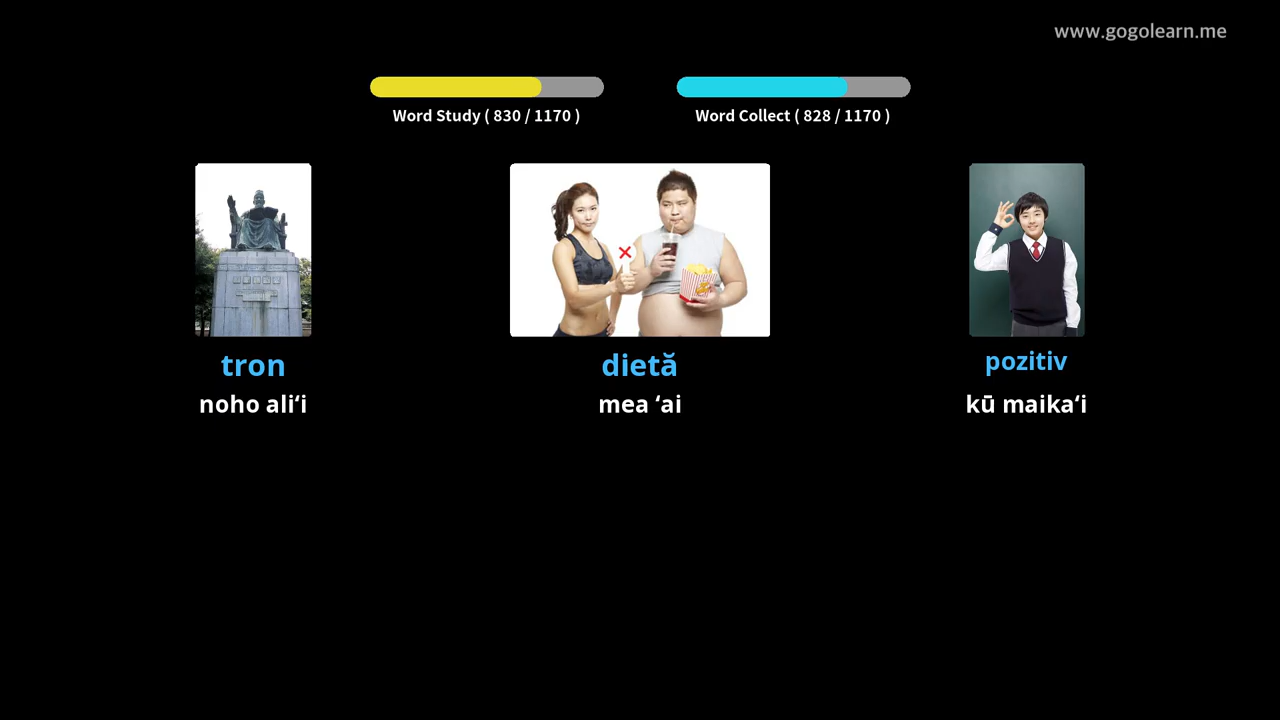 www.gogolearn.me
Word Study ( 830 / 1170 )
Word Collect ( 828 / 1170 )
tron
dietă
pozitiv
noho aliʻi
mea ʻai
kū maikaʻi